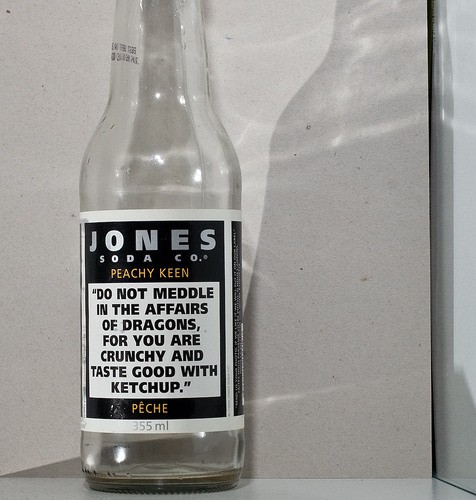 JONES
SODA CO.®
PEACHY KEEN
"DO NOT MEDDLE
IN THE AFFAIRS
OF DRAGONS,
FOR YOU ARE
CRUNCHY AND
TASTE GOOD WITH
KETCHUP."
PÊCHE
355 ml